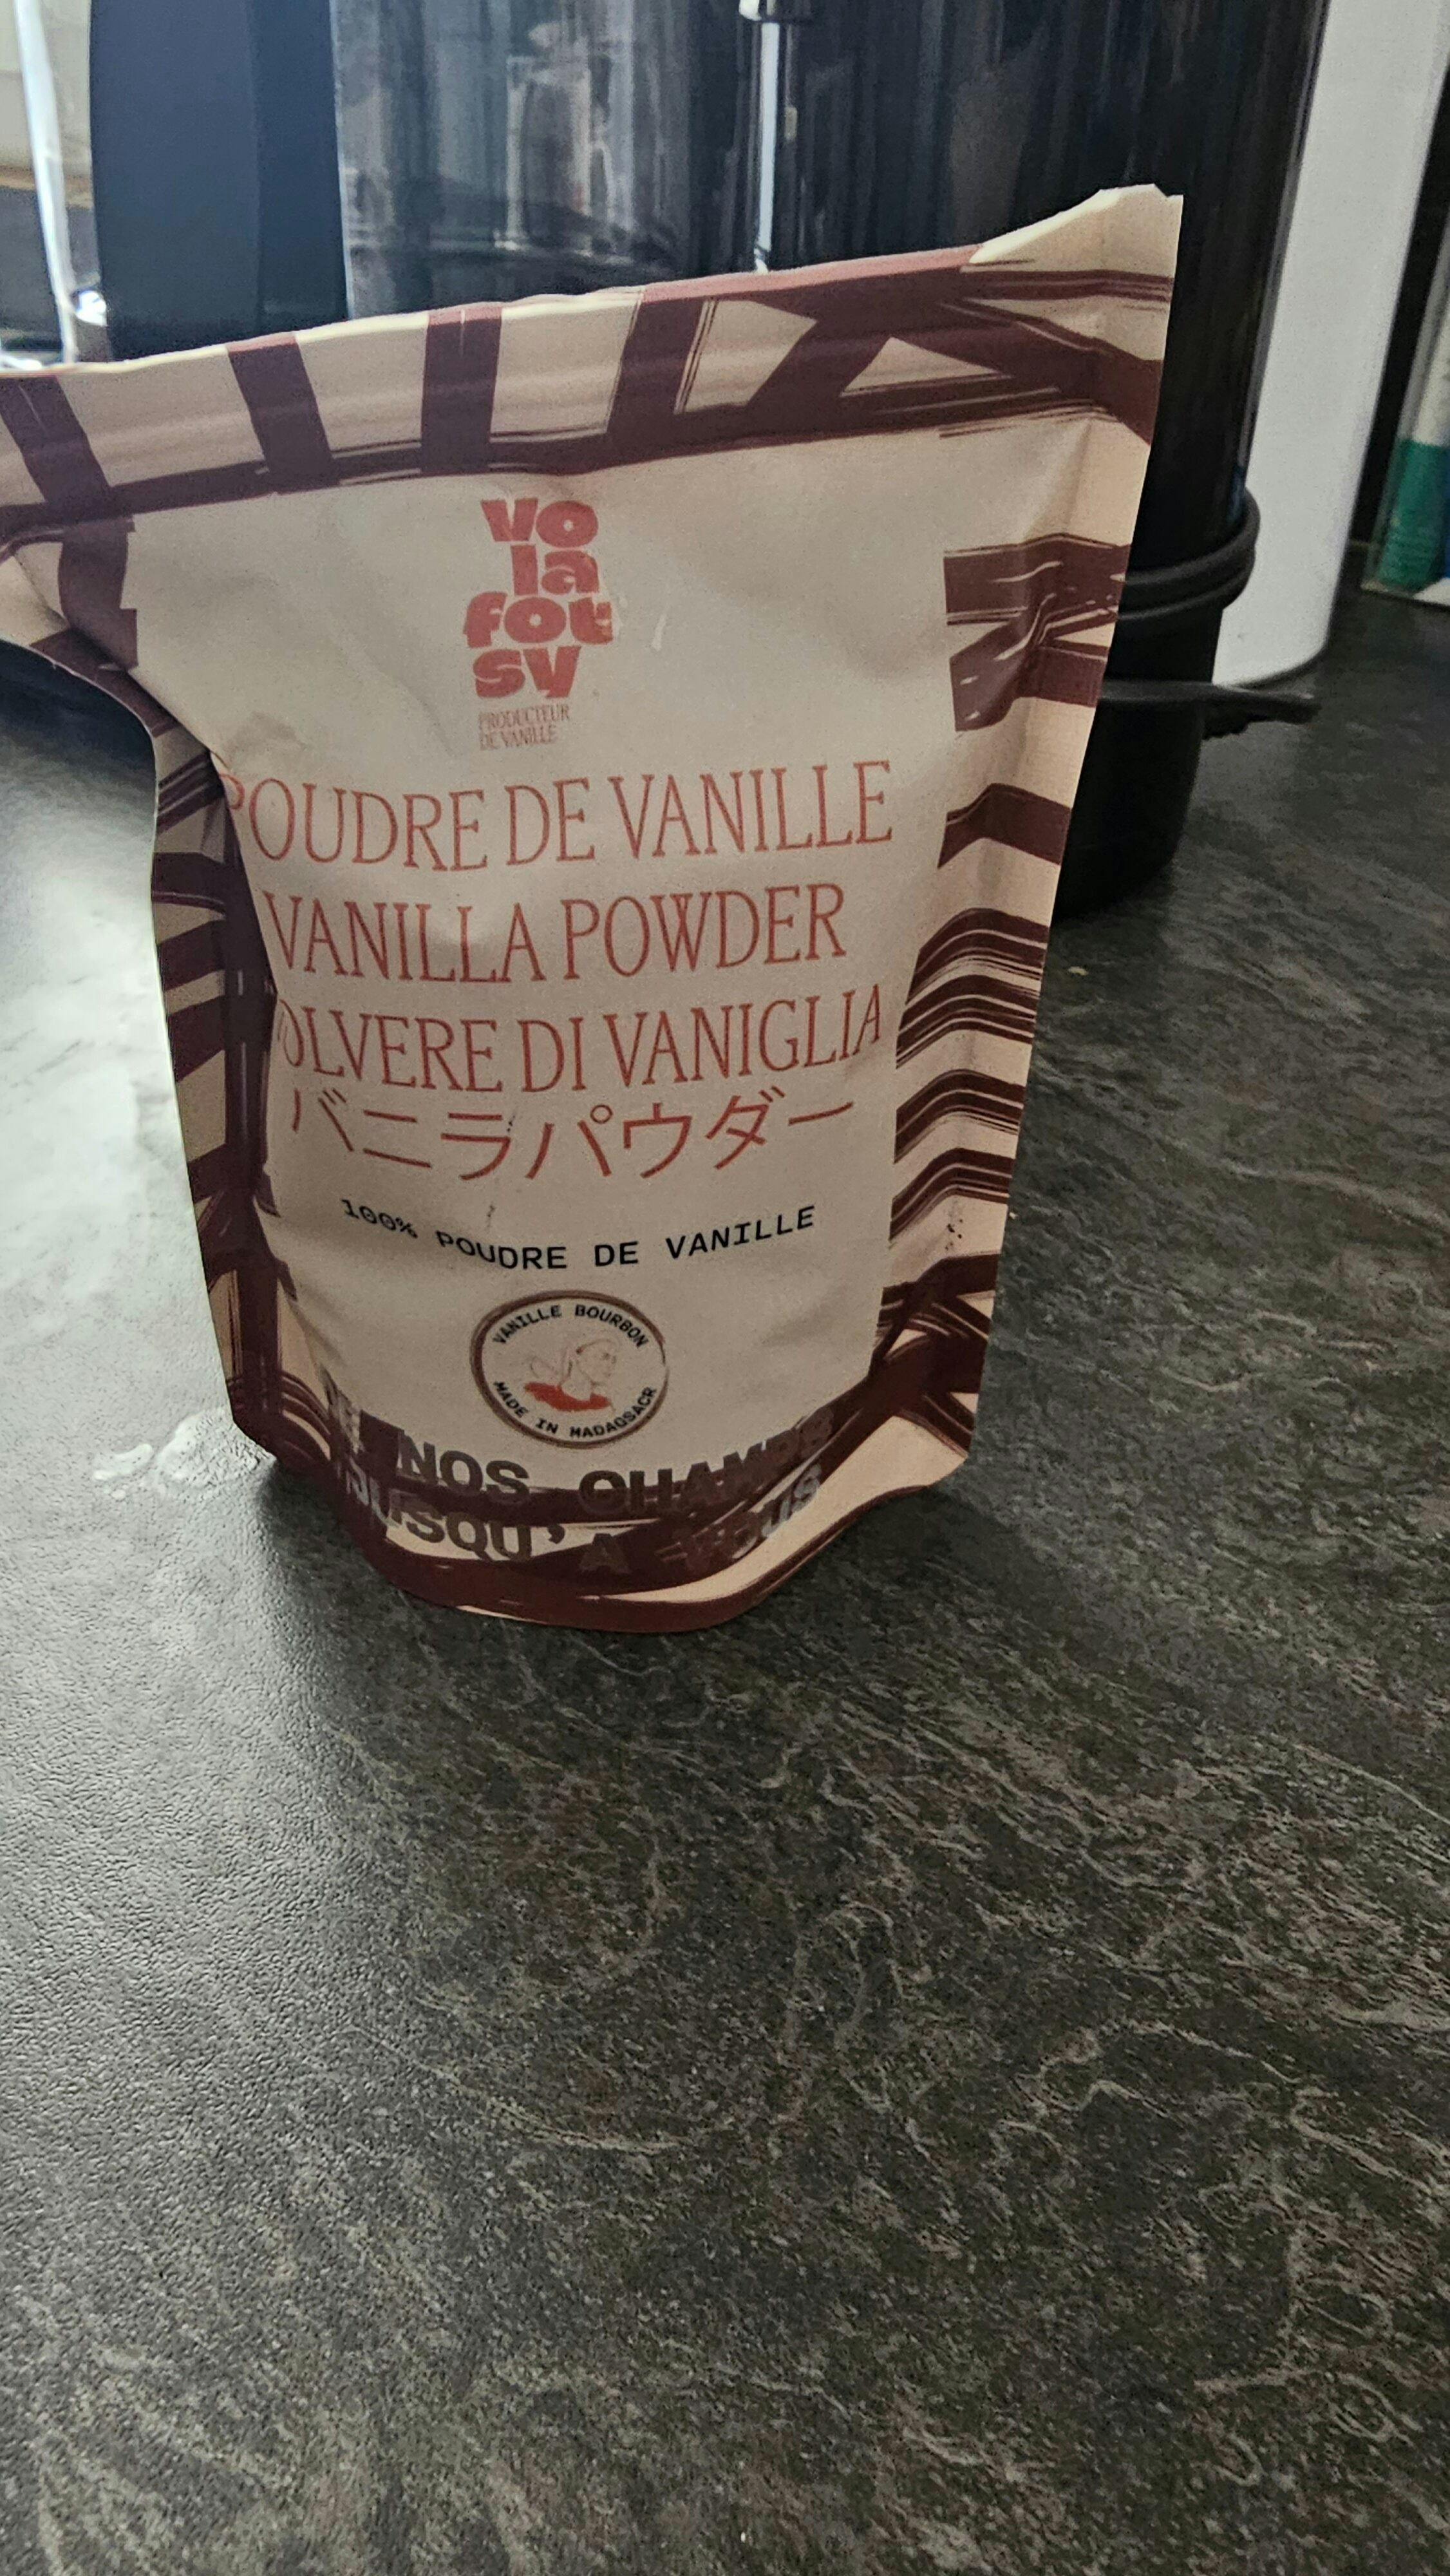 Vo
la
fot
sy
PRODUCTEUR
DE VANILLE
POUDRE DE VANILLE
VANILLA POWDER
POLVERE DI VANIGLIA
バニラパウダー
100% POUDRE DE VANILLE
VANILLE BOURBON
MADE IN MADAGSACR
DE NOS CHAMPS
JUSQU'A VOUS